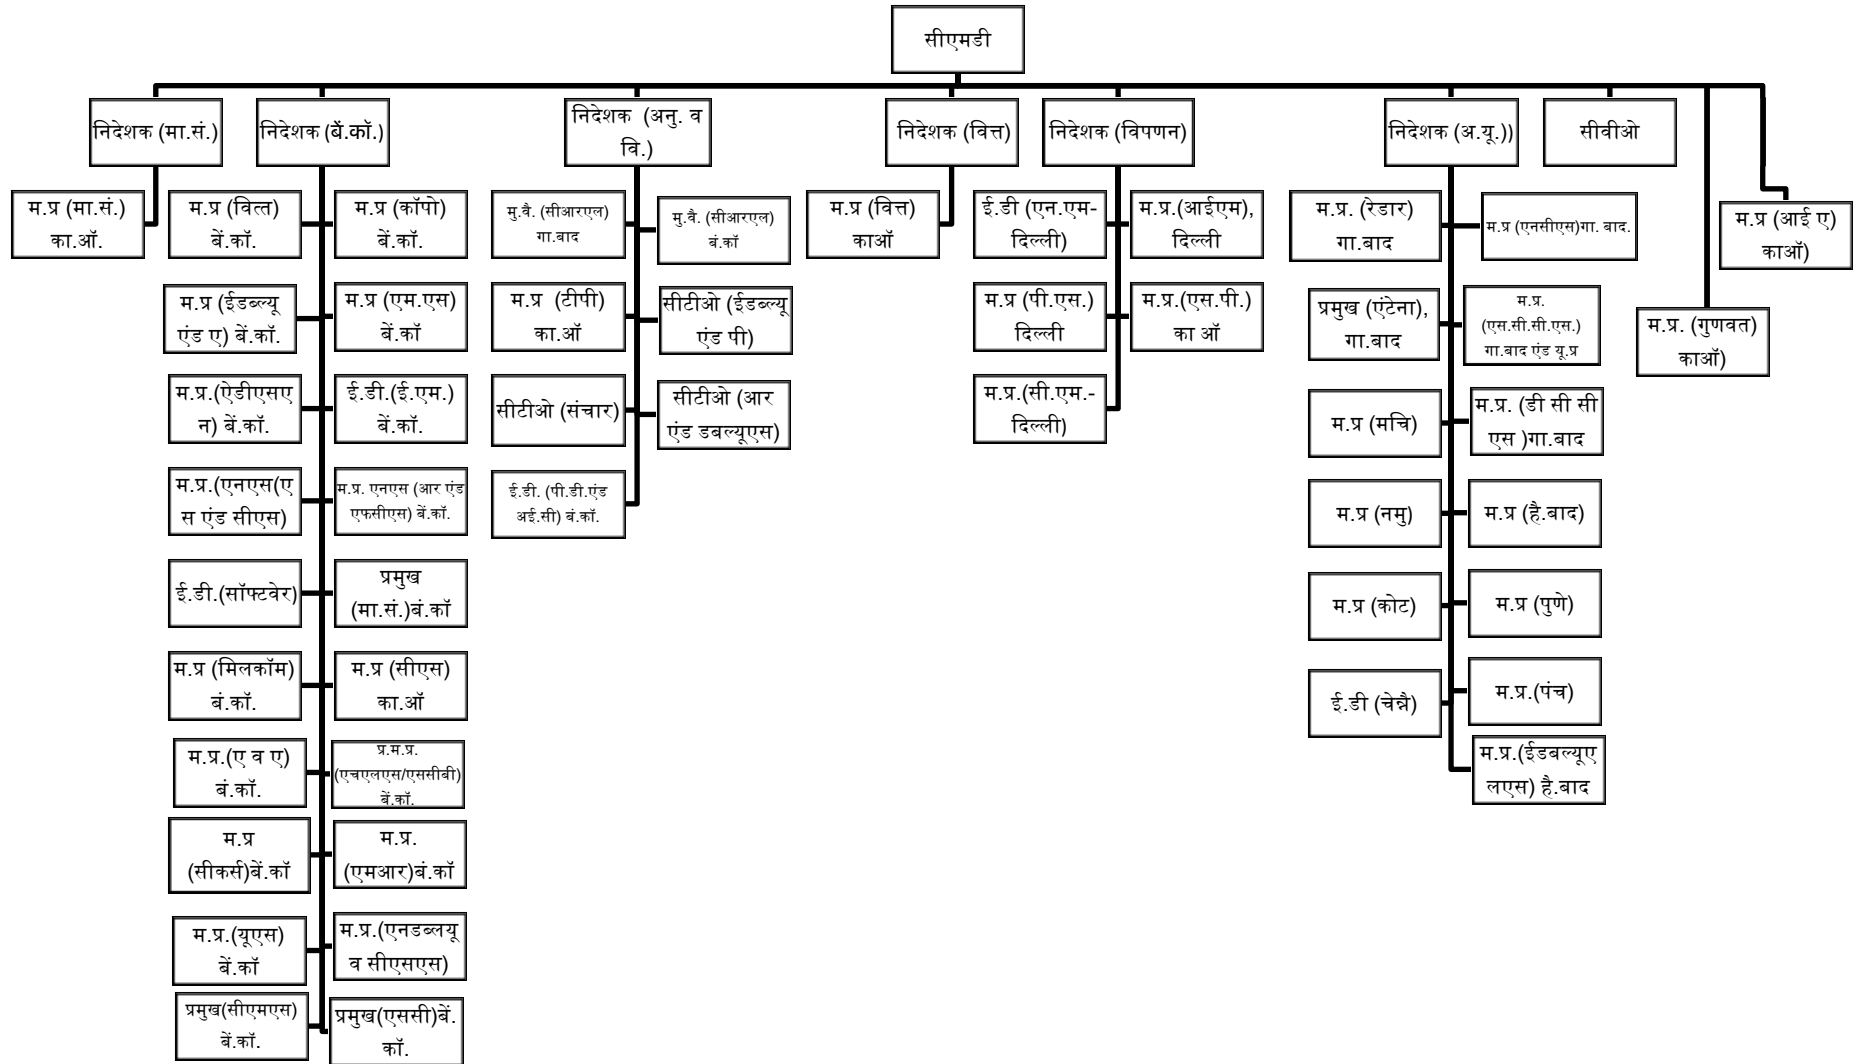 सीएमडी
निदेशक (मा.सं.)
निदेशक (बें.कॉ.)
निदेशक (अनु. व
वि.)
निदेशक (वित्त)
निदेशक (विपणन)
निदेशक (अ.यू.))
सीवीओ
म.प्र (मा.सं.)
का.ऑ.
म.प्र (वित्त)
बें.कॉ.
म.प्र (कॉपो)
बें.कॉ.
म.प्र (ईडब्ल्यू
एंड ए) बें.कॉ.
म.प्र (एम.एस)
बें.कॉ
म.प्र.(ऐडीएसए
न) बें.कॉ.
ई.डी.(ई.एम.)
बें.कॉ.
म.प्र.(एनएस(ए
स एंड सीएस)
म.प्र. एनएस (आर एंड
एफसीएस) बें.कॉ.
ई.डी.(सॉफ्टवेर)
प्रमुख
(मा.सं.)बं.कॉ
म.प्र (मिलकॉम)
बं.कॉ.
म.प्र (सीएस)
का.ऑ
म.प्र.(ए व ए)
बं.कॉ.
प्र.म.प्र.
(एचएलएस/एससीबी)
बें.कॉ.
म.प्र
(सीकर्स)बें.कॉ
म.प्र.
(एमआर)बं.कॉ
म.प्र.(यूएस)
बें.कॉ
म.प्र.(एनडब्लयू
व सीएसएस)
प्रमुख(सीएमएस)
बें.कॉ.
प्रमुख(एससी)बें.
कॉ.
मु.वै. (सीआरएल)
गा.बाद
मु.वै. (सीआरएल)
बं.कॉ
म.प्र  (टीपी)
का.ऑ
सीटीओ (ईडब्ल्यू
एंड पी)
सीटीओ (संचार)
सीटीओ (आर
एंड डबल्यूएस)
ई.डी. (पी.डी.एंड
अई.सी) बं.कॉ.
म.प्र (वित्त)
काऑ
ई.डी (एन.एम-
दिल्ली)
म.प्र.(आईएम),
दिल्ली
म.प्र (पी.एस.)
दिल्ली
म.प्र.(एस.पी.)
का ऑ
म.प्र.(सी.एम.-
दिल्ली)
म.प्र. (रेडार)
गा.बाद
म.प्र (एनसीएस)गा. बाद.
प्रमुख (एंटेना),
गा.बाद
म.प्र.
(एस.सी.सी.एस.)
गा.बाद एंड यू.प्र
म.प्र (मचि)
म.प्र. (डी सी सी
एस )गा.बाद
म.प्र (नमु)
म.प्र (है.बाद)
म.प्र (कोट)
म.प्र (पुणे)
ई.डी (चेन्नै)
म.प्र.(पंच)
म.प्र.(ईडबल्यूए
लएस) है.बाद
म.प्र. (गुणवत)
काऑ)
म.प्र (आई ए)
काऑ)